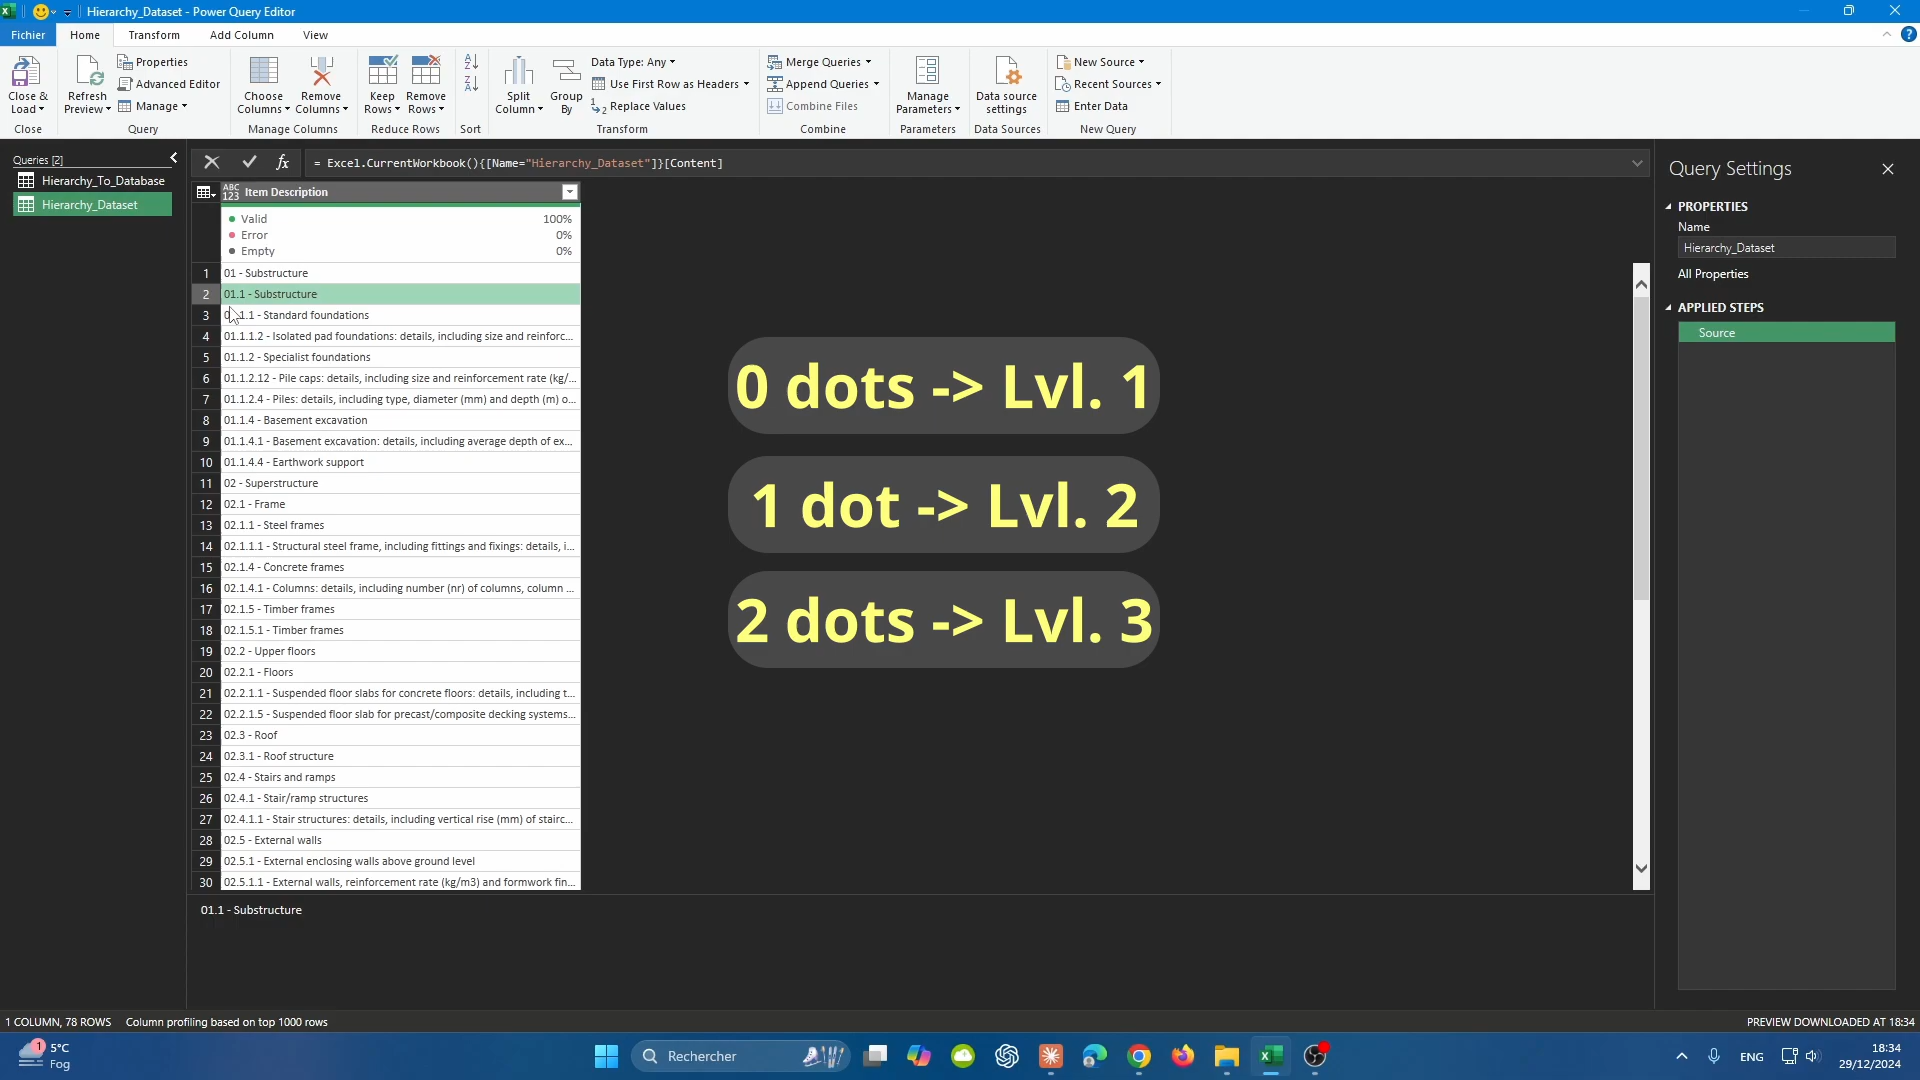 Hierarchy_Dataset - Power Query Editor
Fichier Home Transform Add Column View
Close & Load
Close
Refresh Preview
Properties
Advanced Editor
Manage
Query
Choose Columns
Remove Columns
Manage Columns
Keep Rows
Remove Rows
Reduce Rows
Sort
Split Column
Group By
Data Type: Any
Use First Row as Headers
Replace Values
Transform
Merge Queries
Append Queries
Combine Files
Combine
Manage Parameters
Parameters
Data source settings
Data Sources
New Source
Recent Sources
Enter Data
New Query
Queries [2]
Hierarchy_To_Database
Hierarchy_Dataset
fx = Excel.CurrentWorkbook(){[Name="Hierarchy_Dataset"]}[Content]
ABC 123 Item Description
Valid 100%
Error 0%
Empty 0%
1 01 - Substructure
2 01.1 - Substructure
3 0 .1.1 - Standard foundations
4 01.1.1.2 - Isolated pad foundations: details, including size and reinforc...
5 01.1.2 - Specialist foundations
6 01.1.2.12 - Pile caps: details, including size and reinforcement rate (kg/...
7 01.1.2.4 - Piles: details, including type, diameter (mm) and depth (m) o...
8 01.1.4 - Basement excavation
9 01.1.4.1 - Basement excavation: details, including average depth of ex...
10 01.1.4.4 - Earthwork support
11 02 - Superstructure
12 02.1 - Frame
13 02.1.1 - Steel frames
14 02.1.1.1 - Structural steel frame, including fittings and fixings: details, i...
15 02.1.4 - Concrete frames
16 02.1.4.1 - Columns: details, including number (nr) of columns, column ...
17 02.1.5 - Timber frames
18 02.1.5.1 - Timber frames
19 02.2 - Upper floors
20 02.2.1 - Floors
21 02.2.1.1 - Suspended floor slabs for concrete floors: details, including t...
22 02.2.1.5 - Suspended floor slab for precast/composite decking systems...
23 02.3 - Roof
24 02.3.1 - Roof structure
25 02.4 - Stairs and ramps
26 02.4.1 - Stair/ramp structures
27 02.4.1.1 - Stair structures: details, including vertical rise (mm) of stairc...
28 02.5 - External walls
29 02.5.1 - External enclosing walls above ground level
30 02.5.1.1 - External walls, reinforcement rate (kg/m3) and formwork fin...
0 dots -> Lvl. 1
1 dot -> Lvl. 2
2 dots -> Lvl. 3
Query Settings
PROPERTIES
Name
Hierarchy_Dataset
All Properties
APPLIED STEPS
Source
01.1 - Substructure
1 COLUMN, 78 ROWS Column profiling based on top 1000 rows
PREVIEW DOWNLOADED AT 18:34
1
5°C
Fog
Rechercher
ENG
18:34
29/12/2024